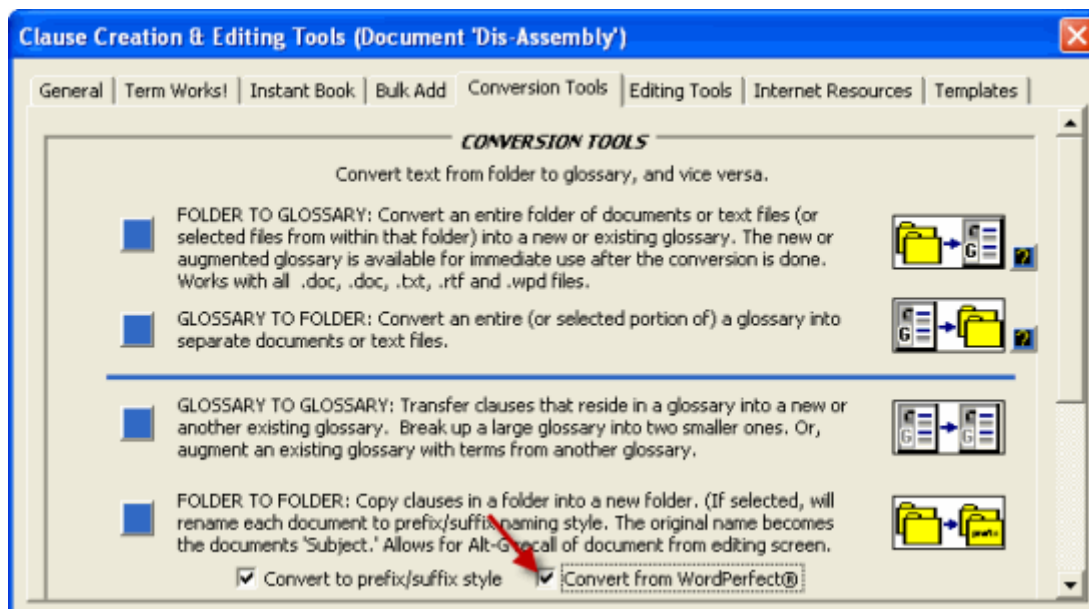 Clause Creation & Editing Tools (Document 'Dis-Assembly')
General | Term Works! | Instant Book | Bulk Add | Conversion Tools | Editing Tools | Internet Resources | Templates
CONVERSION TOOLS
Convert text from folder to glossary, and vice versa.
FOLDER TO GLOSSARY: Convert an entire folder of documents or text files (or
selected files from within that folder) into a new or existing glossary. The new or
augmented glossary is available for immediate use after the conversion is done.
Works with all .doc, .doc, .txt, .rtf and .wpd files.
GLOSSARY TO FOLDER: Convert an entire (or selected portion of) a glossary into
separate documents or text files.
GLOSSARY TO GLOSSARY: Transfer clauses that reside in a glossary into a new or
another existing glossary. Break up a large glossary into two smaller ones. Or,
augment an existing glossary with terms from another glossary.
FOLDER TO FOLDER: Copy clauses in a folder into a new folder. (If selected, will
rename each document to prefix/suffix naming style. The original name becomes
the documents 'Subject.' Allows for Alt-G recall of document from editing screen.
prefix
Convert to prefix/suffix style
Convert from WordPerfect®